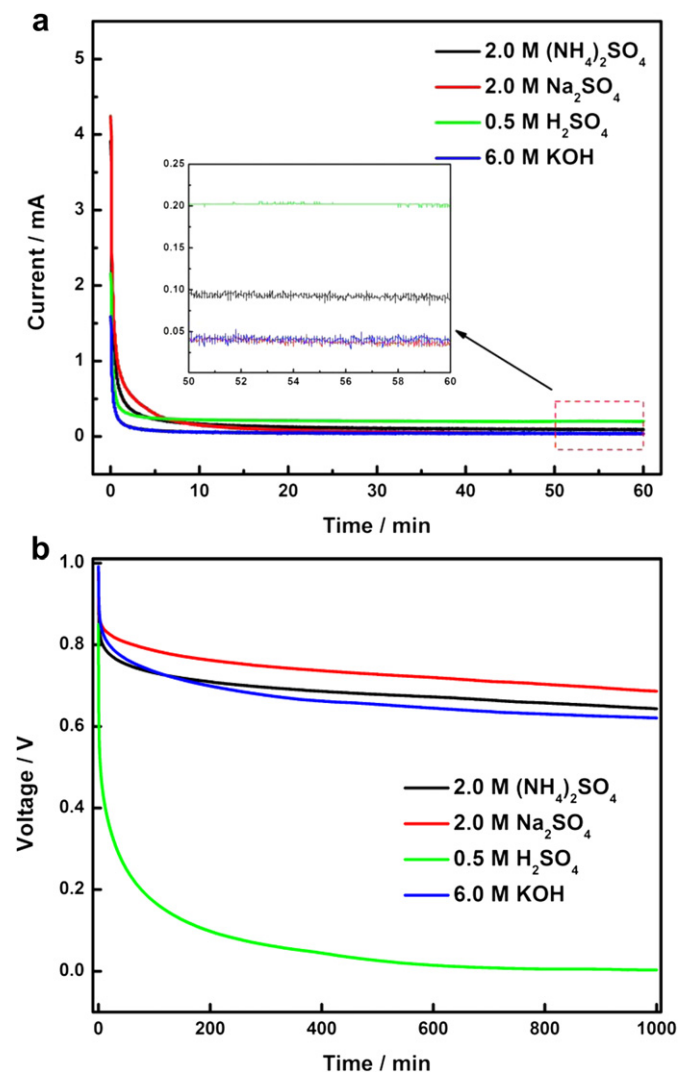 a
5
4
3
2
1
0
Current / mA
2.0 M (NH₄)₂SO₄
2.0 M Na₂SO₄
0.5 M H₂SO₄
6.0 M KOH
0.25
0.20
0.15
0.10
0.05
50 52 54 56 58 60
0 10 20 30 40 50 60
Time / min
b
1.0
0.8
0.6
0.4
0.2
0.0
Voltage / V
2.0 M (NH₄)₂SO₄
2.0 M Na₂SO₄
0.5 M H₂SO₄
6.0 M KOH
0 200 400 600 800 1000
Time / min